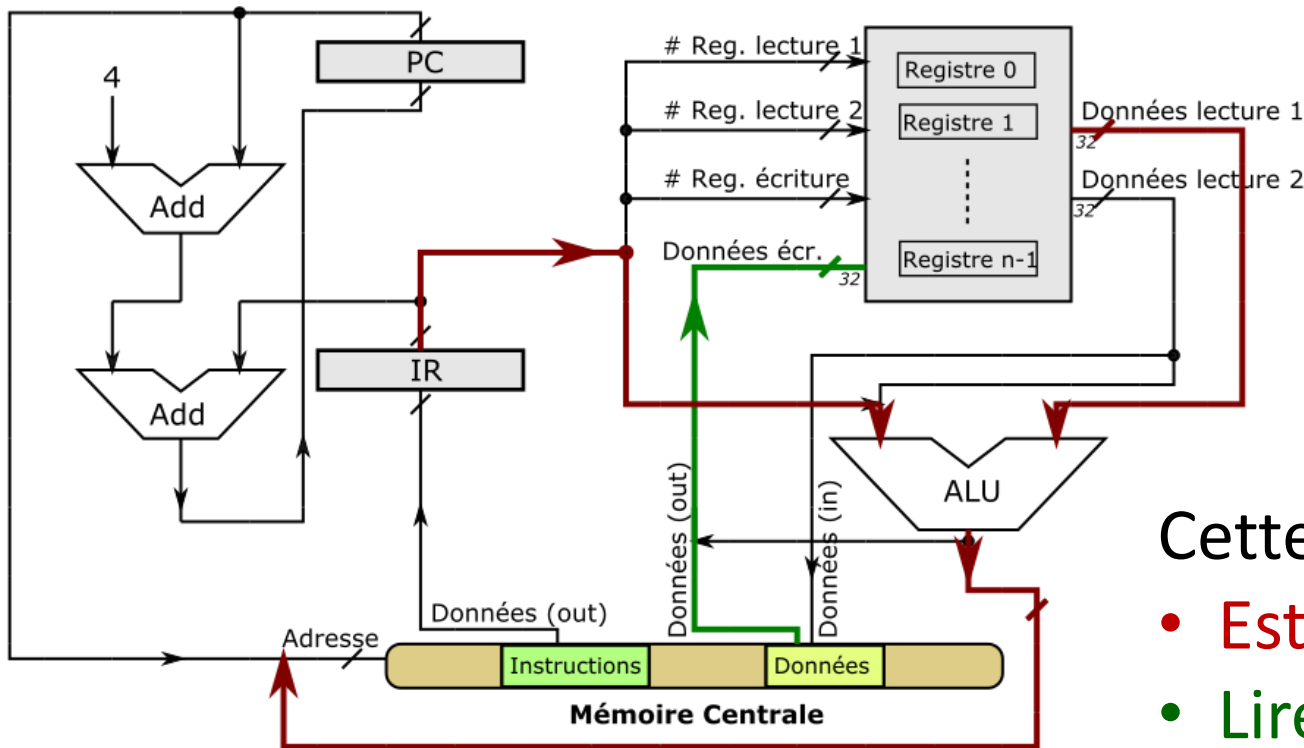 PC
4
Add
Add
IR
# Reg. lecture 1
# Reg. lecture 2
# Reg. écriture
Données écr.
32
Registre 0
Registre 1
Registre n-1
Données lecture 1
32
Données lecture 2
32
ALU
Données (out)
Données (in)
Données (out)
Adresse
Instructions
Données
Mémoire Centrale
Cette
• Est
• Lire